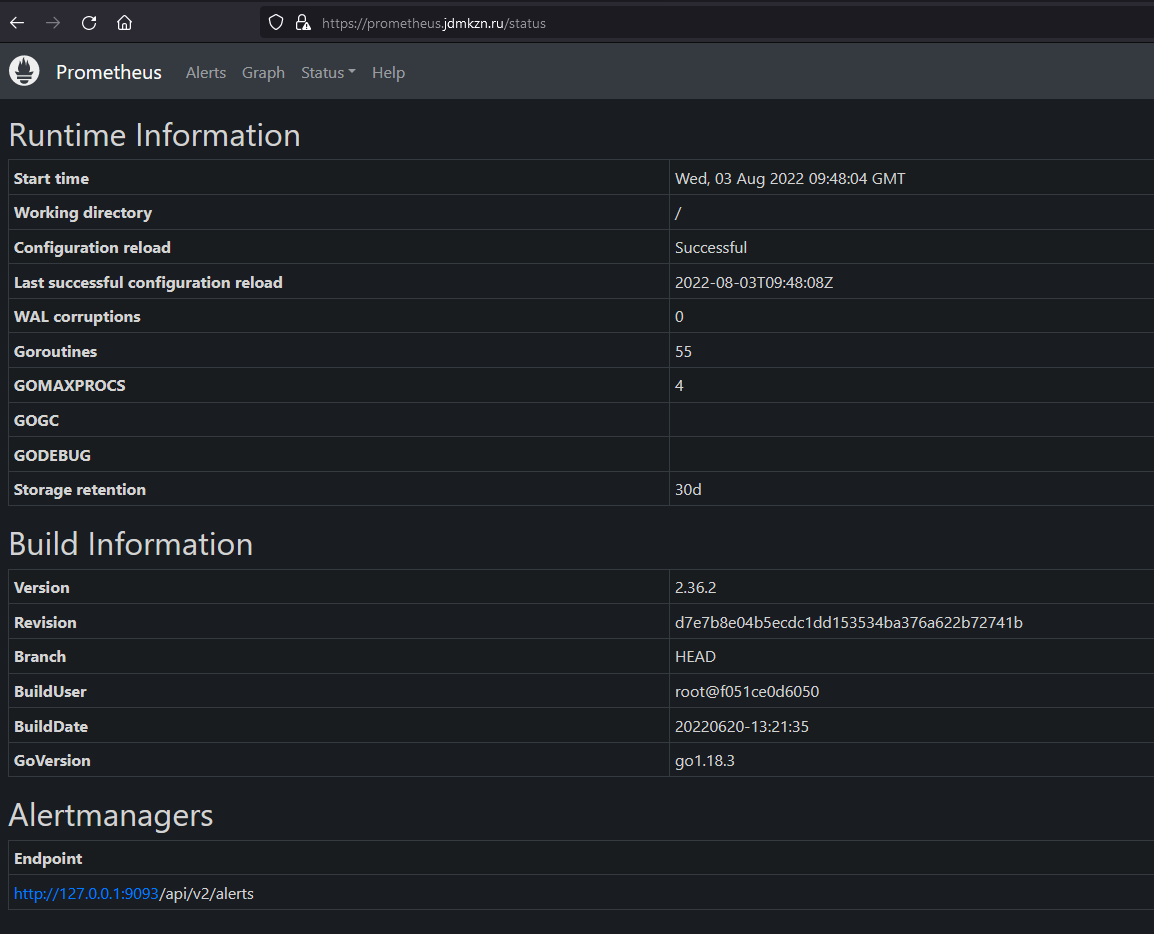 https://prometheus.jdmkzn.ru/status
Prometheus Alerts Graph Status Help
Runtime Information
Start time Wed, 03 Aug 2022 09:48:04 GMT
Working directory /
Configuration reload Successful
Last successful configuration reload 2022-08-03T09:48:08Z
WAL corruptions 0
Goroutines 55
GOMAXPROCS 4
GOGC
GODEBUG
Storage retention 30d
Build Information
Version 2.36.2
Revision d7e7b8e04b5ecdc1dd153534ba376a622b72741b
Branch HEAD
BuildUser root@f051ce0d6050
BuildDate 20220620-13:21:35
GoVersion go1.18.3
Alertmanagers
Endpoint
http://127.0.0.1:9093/api/v2/alerts